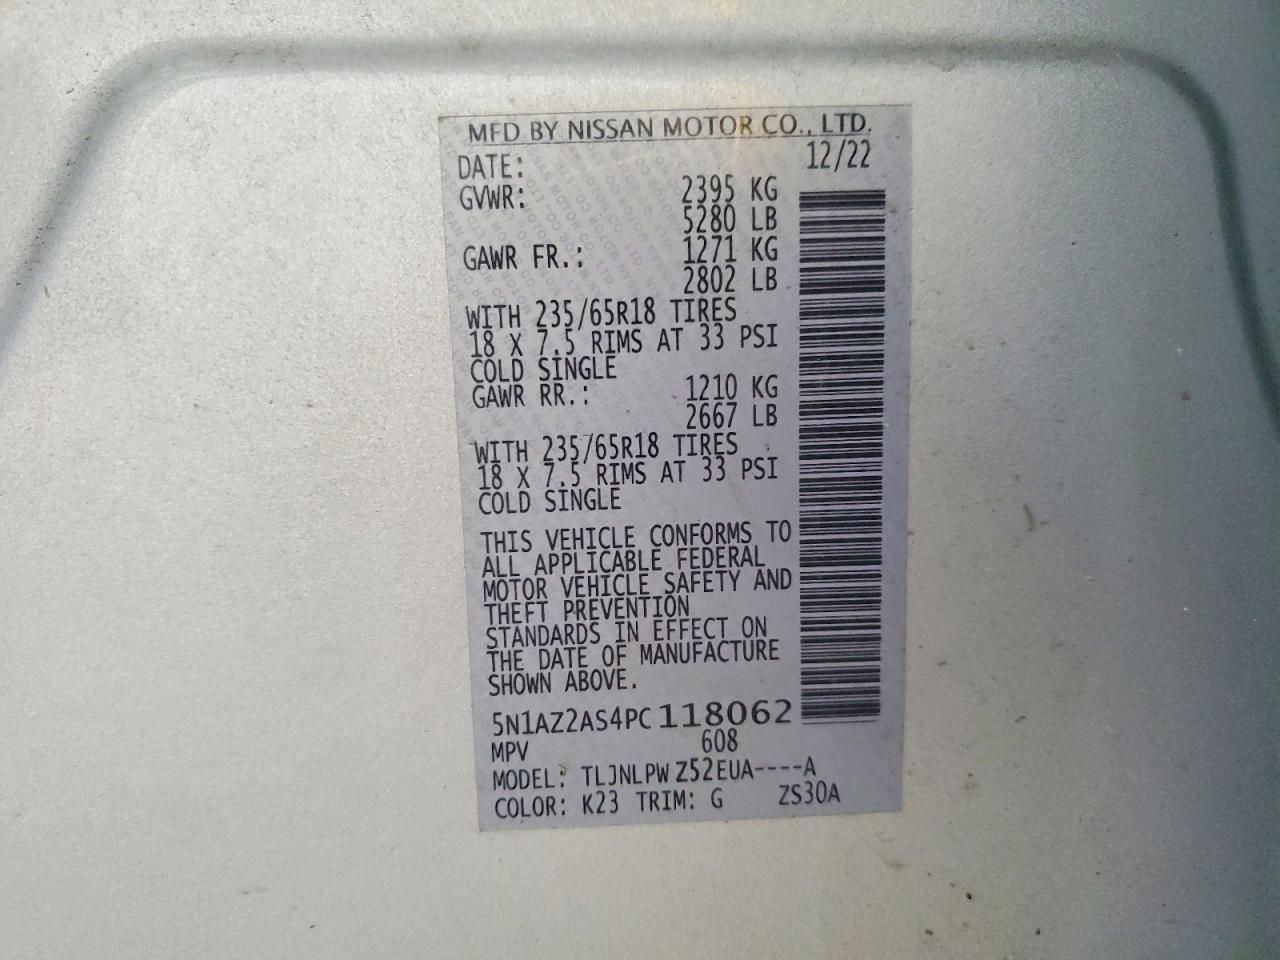 MFD BY NISSAN MOTOR CO., LTD.
DATE: 12/22
GVWR: 2395 KG
5280 LB
GAWR FR.: 1271 KG
2802 LB
WITH 235/65R18 TIRES
18 X 7.5 RIMS AT 33 PSI
COLD SINGLE
GAWR RR.: 1210 KG
2667 LB
WITH 235/65R18 TIRES
18 X 7.5 RIMS AT 33 PSI
COLD SINGLE
THIS VEHICLE CONFORMS TO
ALL APPLICABLE FEDERAL
MOTOR VEHICLE SAFETY AND
THEFT PREVENTION
STANDARDS IN EFFECT ON
THE DATE OF MANUFACTURE
SHOWN ABOVE.
5N1AZ2AS4PC118062
MPV 608
MODEL: TLJNLPW Z52EUA----A
COLOR: K23 TRIM: G ZS30A